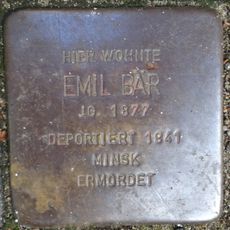 HIER WOHNTE
EMIL BÄR
JG. 1877
DEPORTIERT 1941
MINSK
ERMORDET